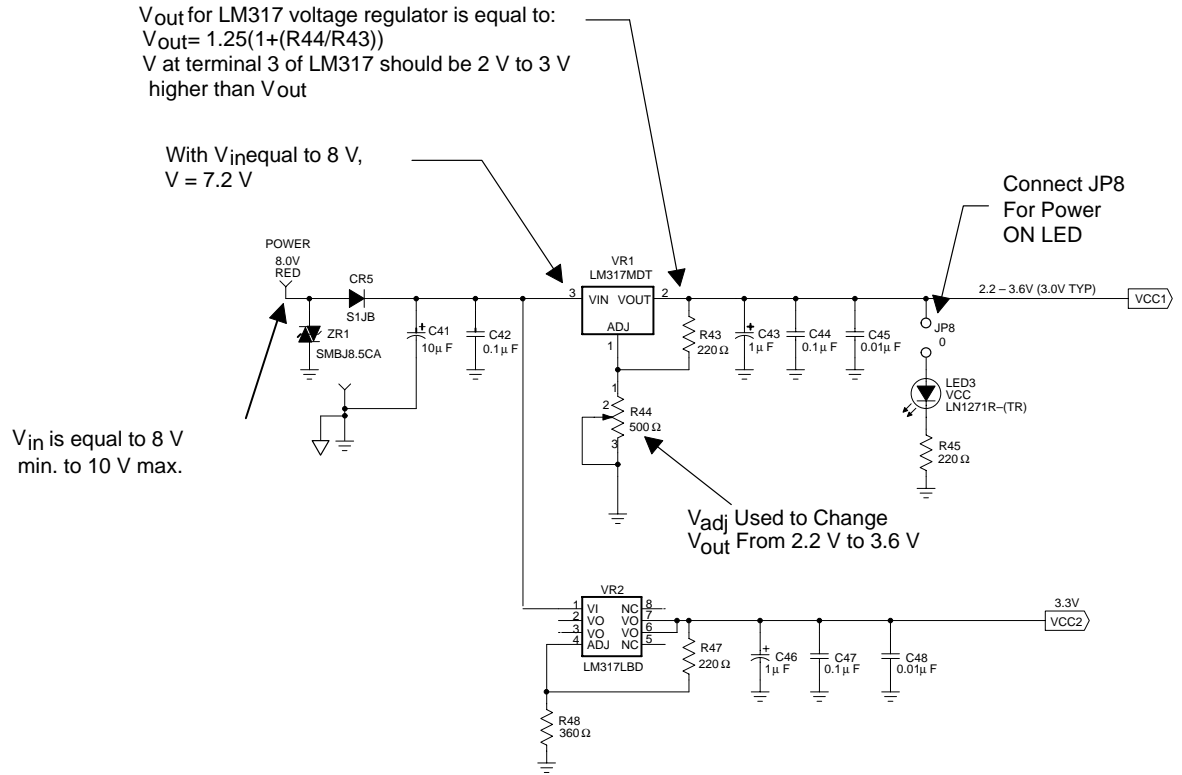 Vout for LM317 voltage regulator is equal to:
Vout= 1.25(1+(R44/R43))
V at terminal 3 of LM317 should be 2 V to 3 V
higher than Vout
With Vin equal to 8 V,
V = 7.2 V
Connect JP8
For Power
ON LED
POWER
8.0V
RED
CR5
S1JB
ZR1
SMBJ8.5CA
C41
10µ F
C42
0.1µ F
VR1
LM317MDT
3 VIN VOUT 2
ADJ
1
R43
220 Ω
C43
1µ F
C44
0.1µ F
C45
0.01µ F
2.2 – 3.6V (3.0V TYP)
VCC1
JP8
0
LED3
VCC
LN1271R–(TR)
R45
220 Ω
1
2
R44
500 Ω
3
Vin is equal to 8 V
min. to 10 V max.
Vadj Used to Change
Vout From 2.2 V to 3.6 V
VR2
1 VI NC 8
2 VO VO 7
3 VO VO 6
4 ADJ NC 5
LM317LBD
R47
220 Ω
C46
1µ F
C47
0.1µ F
C48
0.01µ F
3.3V
VCC2
R48
360 Ω